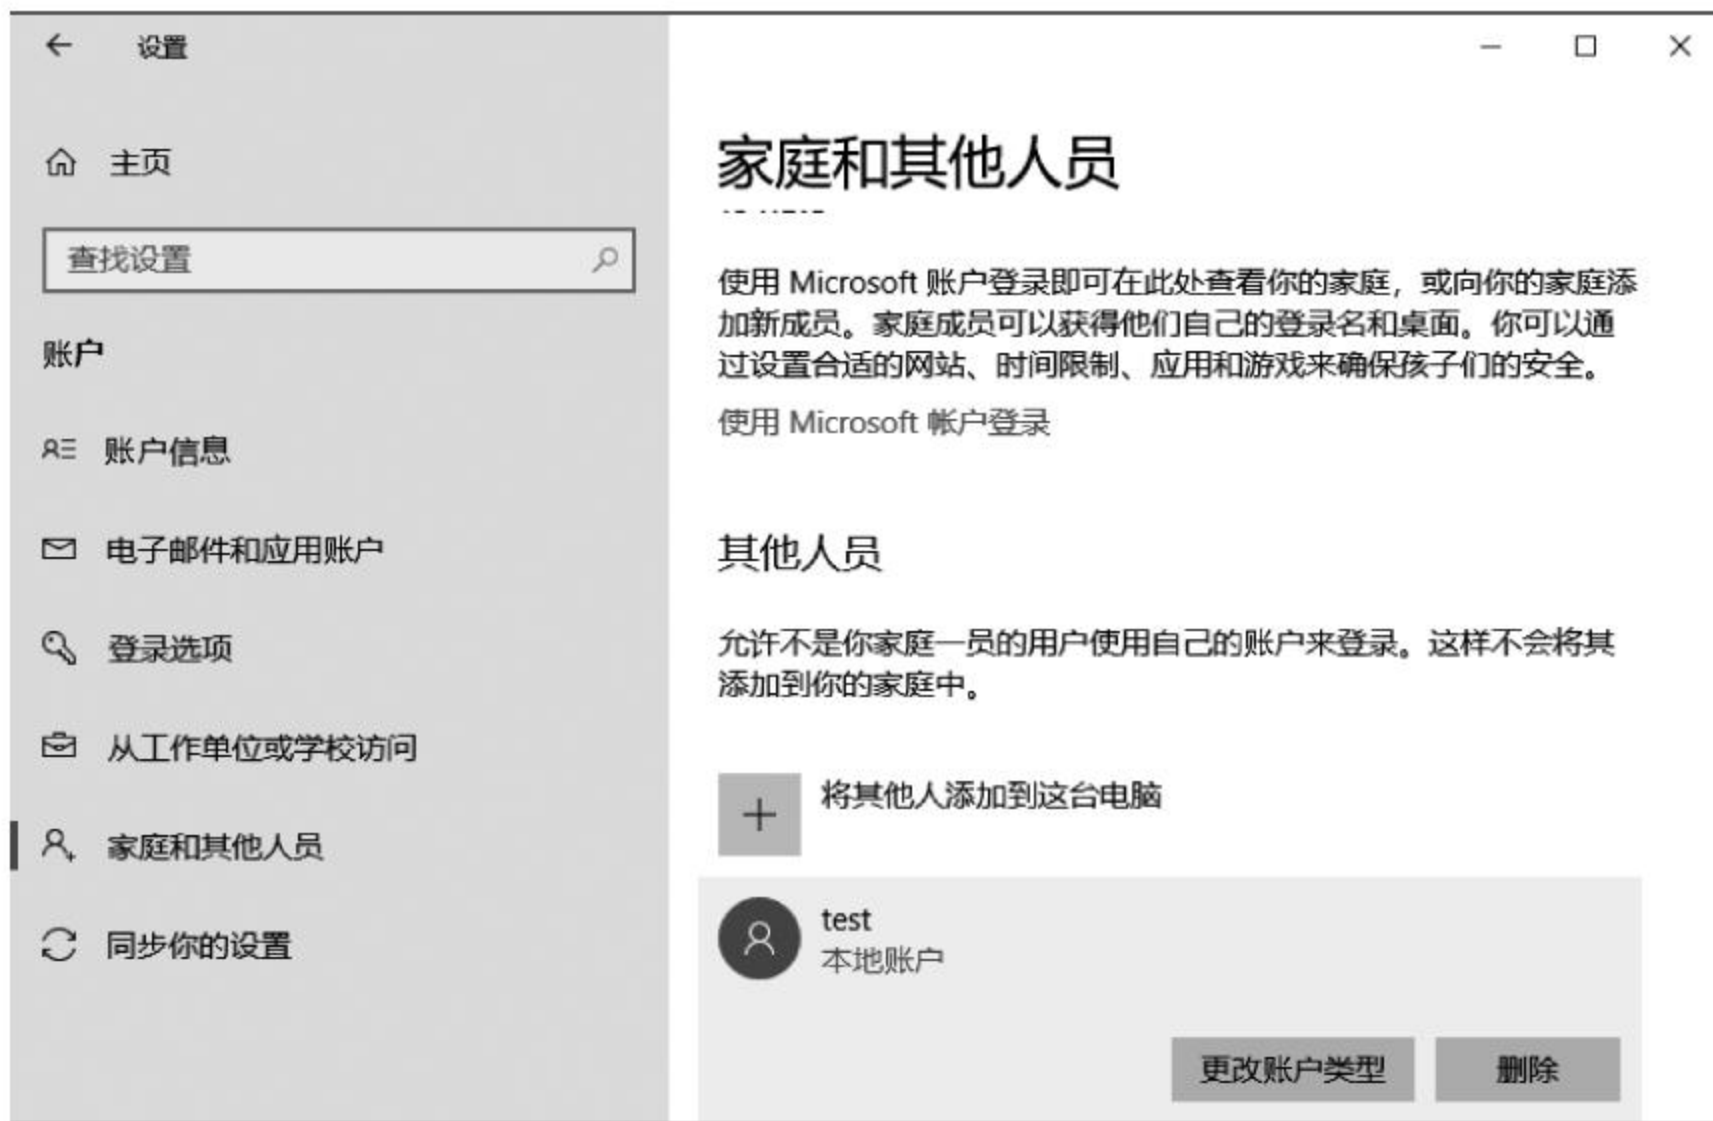 设置
主页
查找设置
账户
账户信息
电子邮件和应用账户
登录选项
从工作单位或学校访问
家庭和其他人员
同步你的设置
家庭和其他人员
使用 Microsoft 账户登录即可在此处查看你的家庭，或向你的家庭添
加新成员。家庭成员可以获得他们自己的登录名和桌面。你可以通
过设置合适的网站、时间限制、应用和游戏来确保孩子们的安全。
使用 Microsoft 帐户登录
其他人员
允许不是你家庭一员的用户使用自己的账户来登录。这样不会将其
添加到你的家庭中。
将其他人添加到这台电脑
test
本地账户
更改账户类型
删除